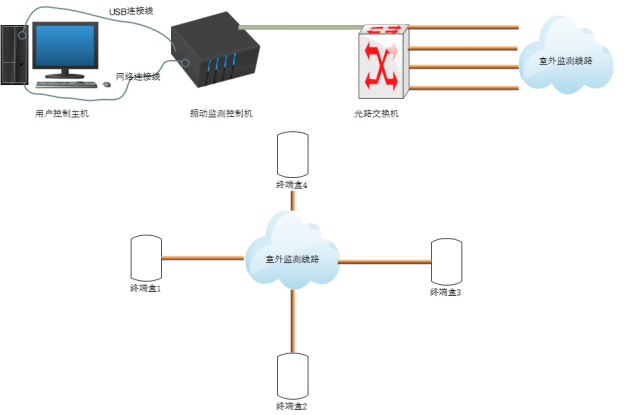 USB连接线
室外监测线路
网络连接线
用户控制主机
振动监测控制机
光路交换机
终端盒4
室外监测线路
终端盒1
终端盒3
终端盒2